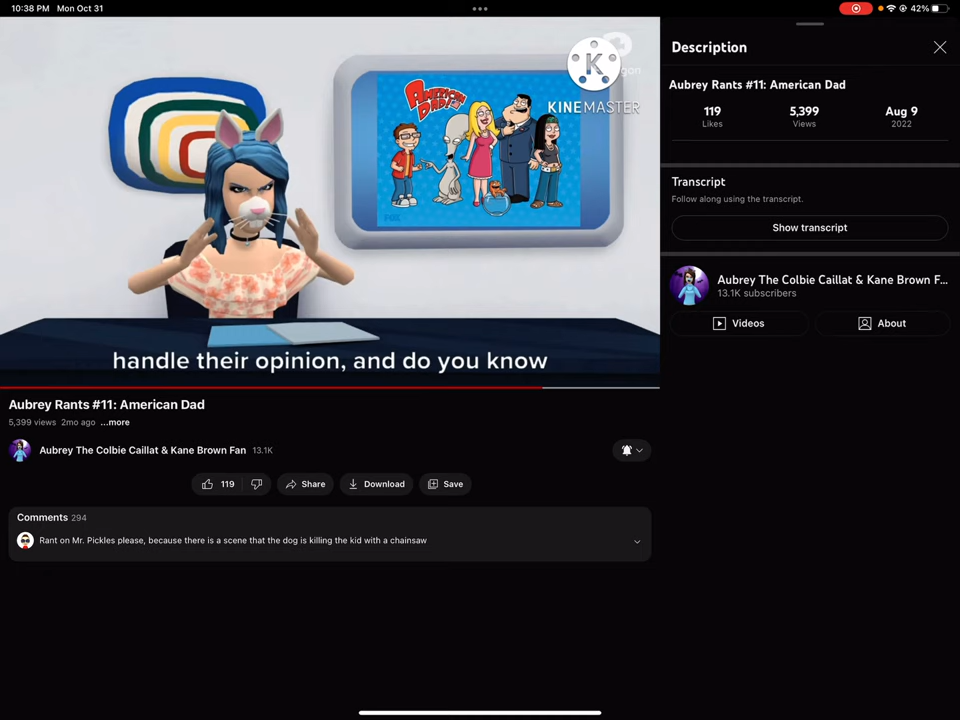 10:38 PM Mon Oct 31
42%
KINEMASTER
K
AMERICAN
DAD!
FOX
handle their opinion, and do you know
Aubrey Rants #11: American Dad
5,399 views 2mo ago ...more
Aubrey The Colbie Caillat & Kane Brown Fan 13.1K
119 Share Download Save
Comments 294
Rant on Mr. Pickles please, because there is a scene that the dog is killing the kid with a chainsaw
Description
Aubrey Rants #11: American Dad
119 5,399 Aug 9
Likes Views 2022
Transcript
Follow along using the transcript.
Show transcript
Aubrey The Colbie Caillat & Kane Brown F...
13.1K subscribers
Videos About